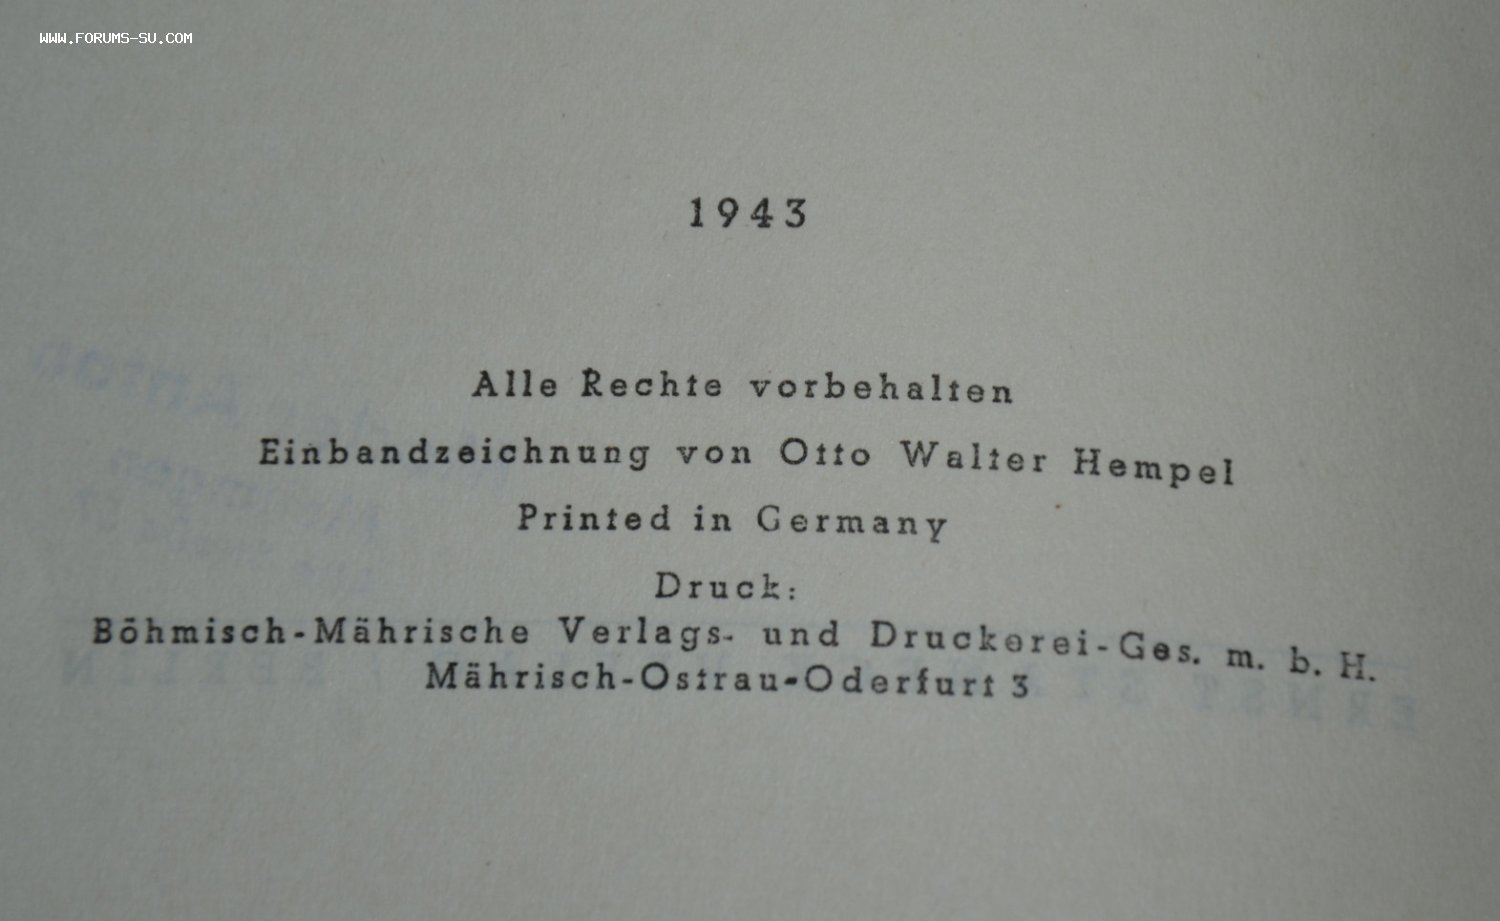 WWW.FORUMS-SU.COM
1943
Alle Rechte vorbehalten
Einbandzeichnung von Otto Walter Hempel
Printed in Germany
Druck:
Böhmisch-Mährische Verlags- und Druckerei-Ges. m. b. H.
Mährisch-Ostrau-Oderfurt 3